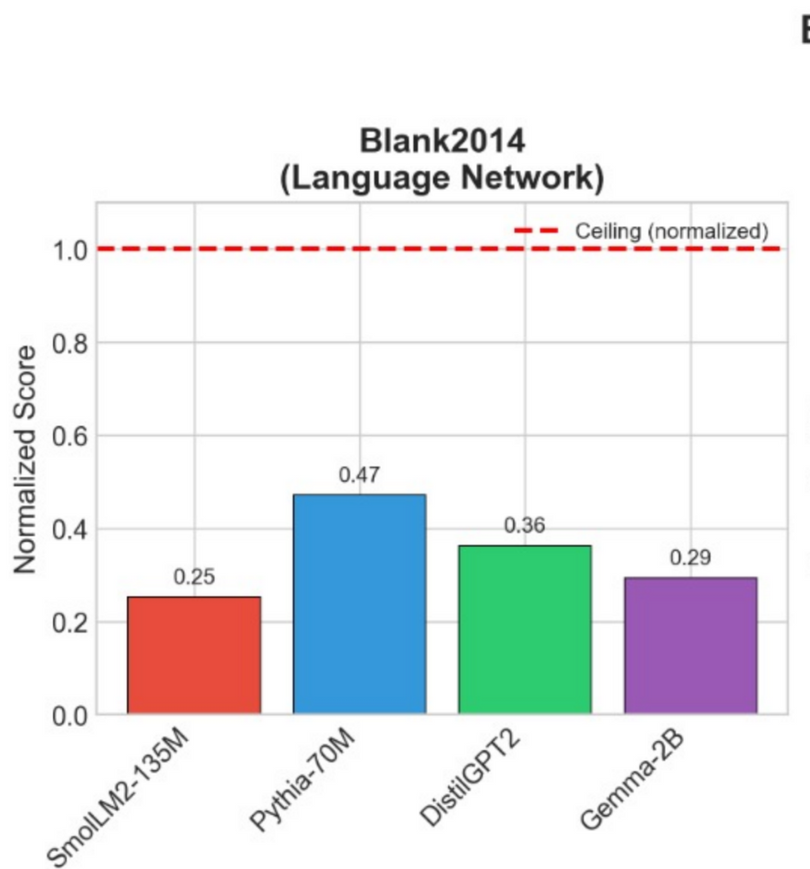 Blank2014
(Language Network)
Ceiling (normalized)
Normalized Score
1.0
0.8
0.6
0.4
0.2
0.0
0.25
0.47
0.36
0.29
SmolLM2-135M
Pythia-70M
DistilGPT2
Gemma-2B